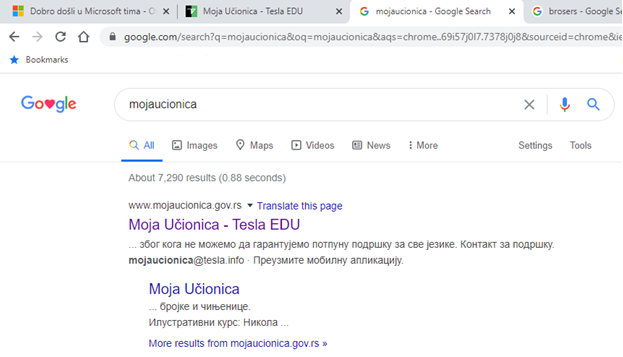 Dobro došli u Microsoft tima - O
Moja Učionica - Tesla EDU
mojaucionica - Google Search
brosers - Google Se
google.com/search?q=mojaucionica&oq=mojaucionica&aqs=chrome..69i57j0l7.7378j0j8&sourceid=chrome&ie
Bookmarks
Google
mojaucionica
All Images Maps Videos News More Settings Tools
About 7,290 results (0.88 seconds)
www.mojaucionica.gov.rs Translate this page
Moja Učionica - Tesla EDU
... због кога не можемо да гарантујемо потпуну подршку за све језике. Контакт за подршку.
mojaucionica@tesla.info · Преузмите мобилну апликацију.
Moja Učionica
... бројке и чињенице.
Илустративни курс: Никола ...
More results from mojaucionica.gov.rs »